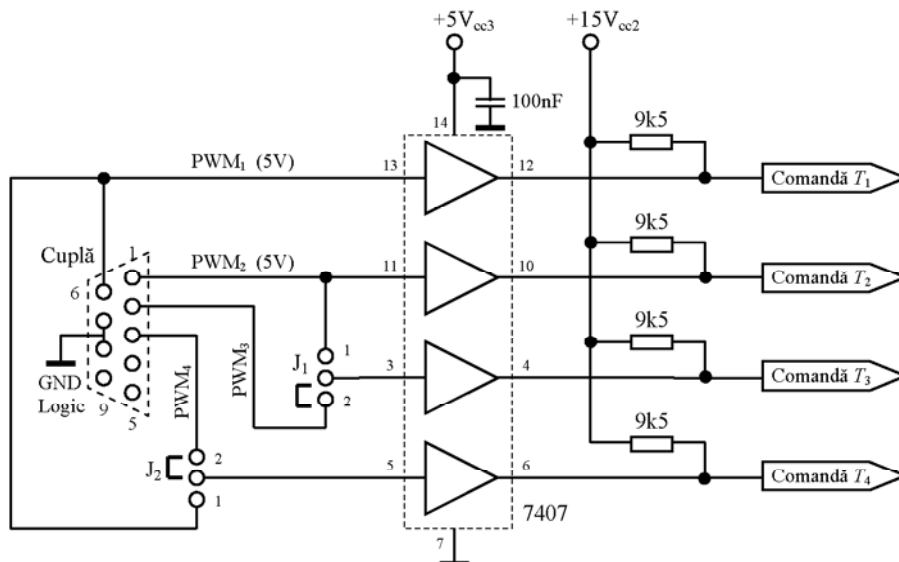 +5Vcc3
+15Vcc2
100nF
14
9k5
PWM1 (5V)
13
12
Comandă T1
Cuplă
1
6
PWM2 (5V)
11
10
9k5
Comandă T2
GND
Logic
9
5
PWM4
PWM3
J1
1
2
3
4
9k5
Comandă T3
J2
2
1
5
6
9k5
Comandă T4
7407
7